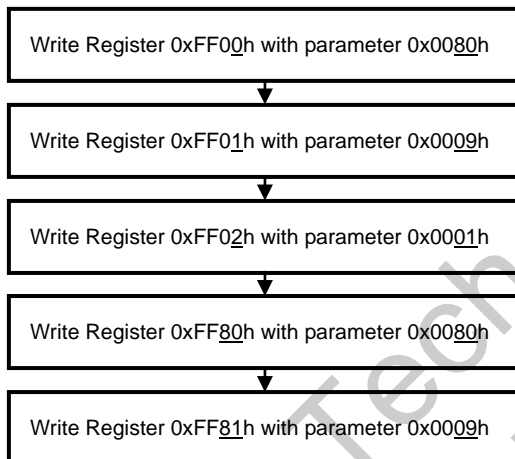 Write Register 0xFF00h with parameter 0x0080h
Write Register 0xFF01h with parameter 0x0009h
Write Register 0xFF02h with parameter 0x0001h
Write Register 0xFF80h with parameter 0x0080h
Write Register 0xFF81h with parameter 0x0009h
Tech